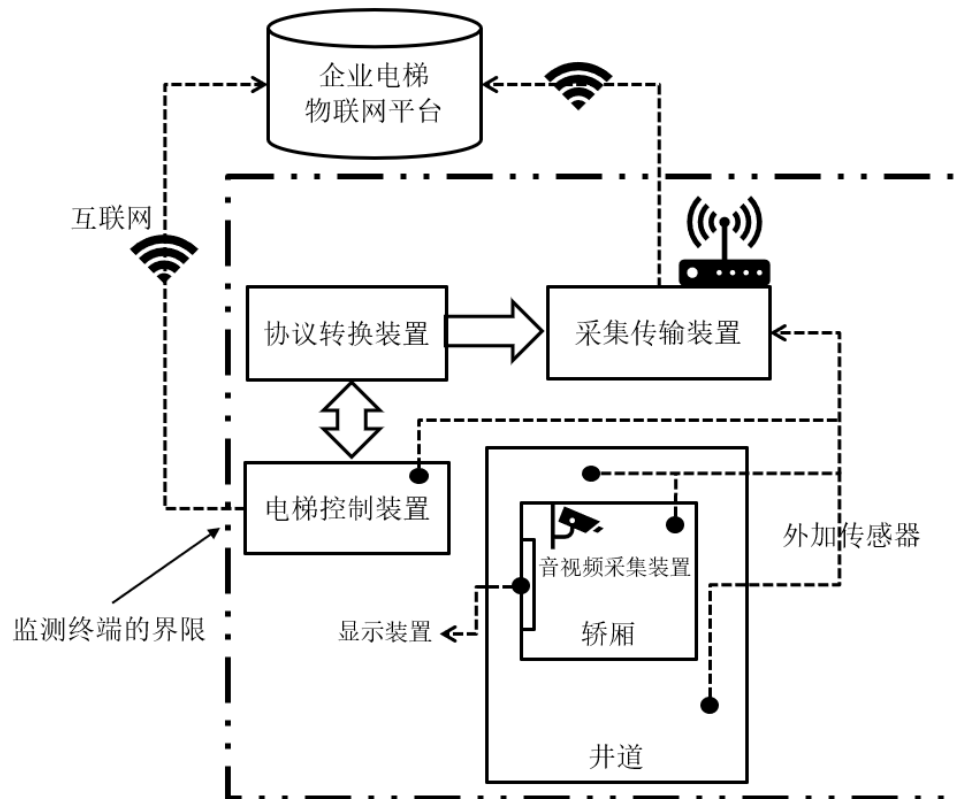 企业电梯
物联网平台
互联网
协议转换装置
采集传输装置
电梯控制装置
外加传感器
音视频采集装置
监测终端的界限
显示装置
轿厢
井道